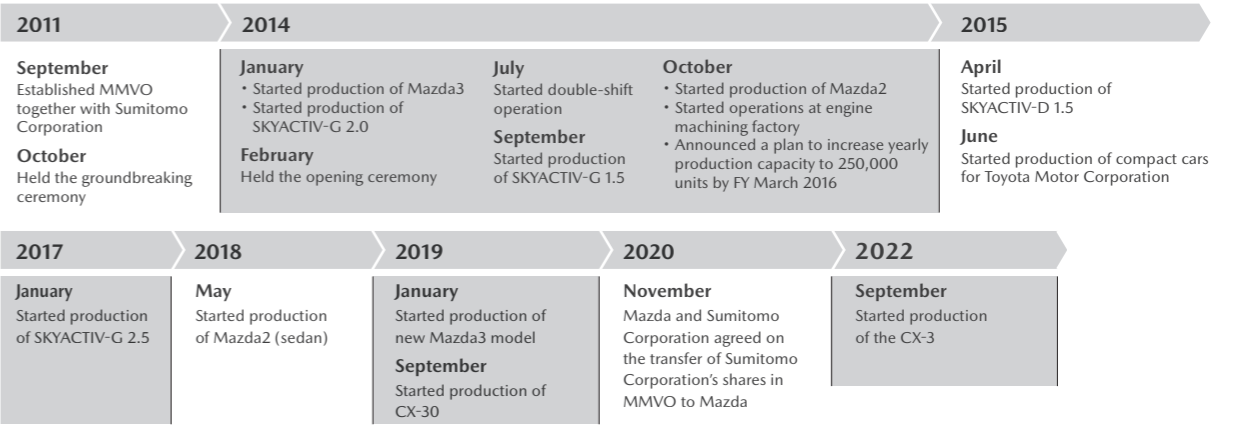 2011
September
Established MMVO
together with Sumitomo
Corporation
October
Held the groundbreaking
ceremony
2014
January
• Started production of Mazda3
• Started production of
SKYACTIV-G 2.0
February
Held the opening ceremony
July
Started double-shift
operation
September
Started production
of SKYACTIV-G 1.5
October
• Started production of Mazda2
• Started operations at engine
machining factory
• Announced a plan to increase yearly
production capacity to 250,000
units by FY March 2016
2015
April
Started production of
SKYACTIV-D 1.5
June
Started production of compact cars
for Toyota Motor Corporation
2017
January
Started production
of SKYACTIV-G 2.5
2018
May
Started production
of Mazda2 (sedan)
2019
January
Started production of
new Mazda3 model
September
Started production of
CX-30
2020
November
Mazda and Sumitomo
Corporation agreed on
the transfer of Sumitomo
Corporation's shares in
MMVO to Mazda
2022
September
Started production
of the CX-3